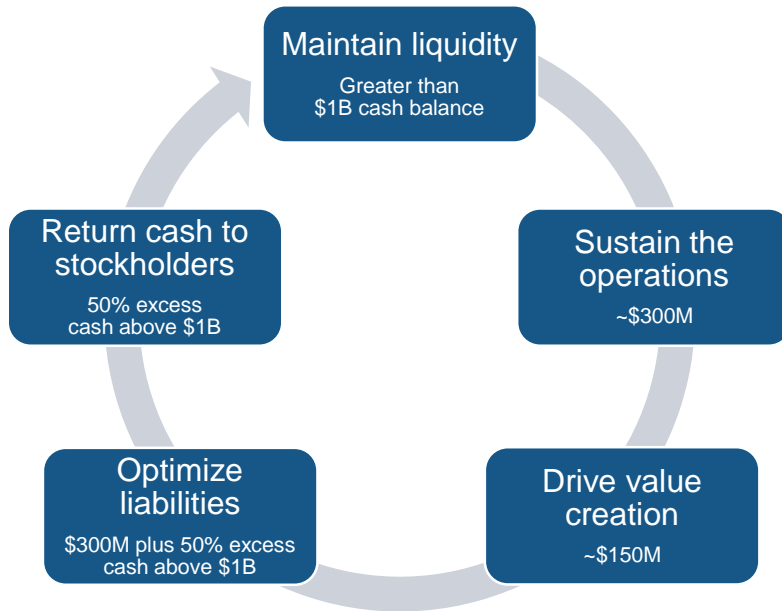 Maintain liquidity
Greater than
$1B cash balance
Sustain the
operations
~$300M
Drive value
creation
~$150M
Optimize
liabilities
$300M plus 50% excess
cash above $1B
Return cash to
stockholders
50% excess
cash above $1B